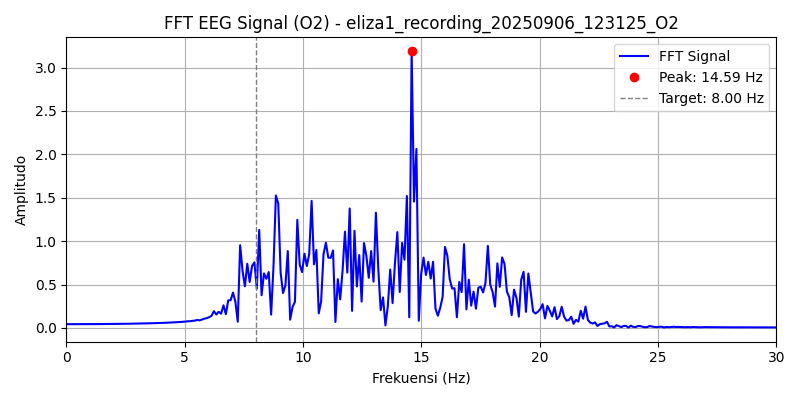 FFT EEG Signal (O2) - eliza1_recording_20250906_123125_O2
FFT Signal
Peak: 14.59 Hz
Target: 8.00 Hz
Amplitudo
3.0
2.5
2.0
1.5
1.0
0.5
0.0
0 5 10 15 20 25 30
Frekuensi (Hz)